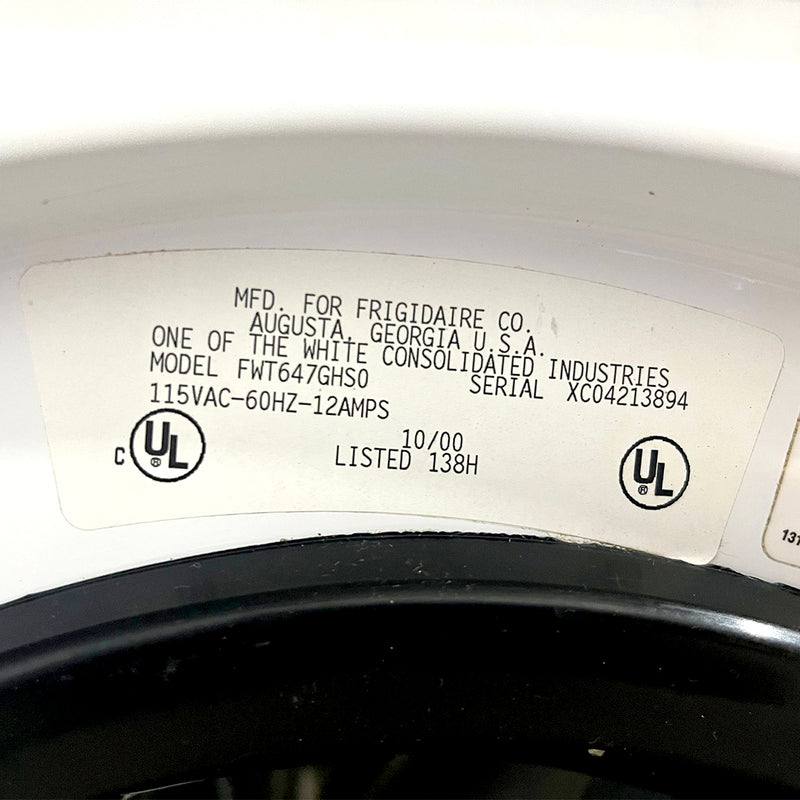 MFD. FOR FRIGIDAIRE CO.
AUGUSTA, GEORGIA U.S.A.
ONE OF THE WHITE CONSOLIDATED INDUSTRIES
MODEL FWT647GHS0 SERIAL XC04213894
115VAC-60HZ-12AMPS
10/00
C UL ® LISTED 138H UL ®
131